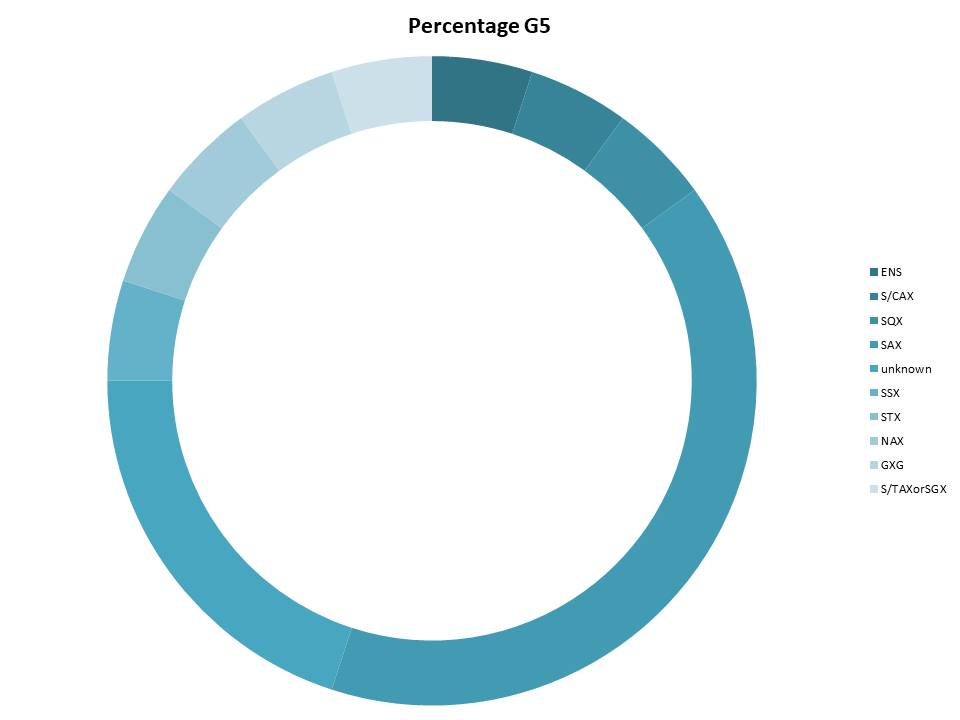 Percentage G5
ENS
S/CAX
SQX
SAX
unknown
SSX
STX
NAX
GXG
S/TAXorSGX